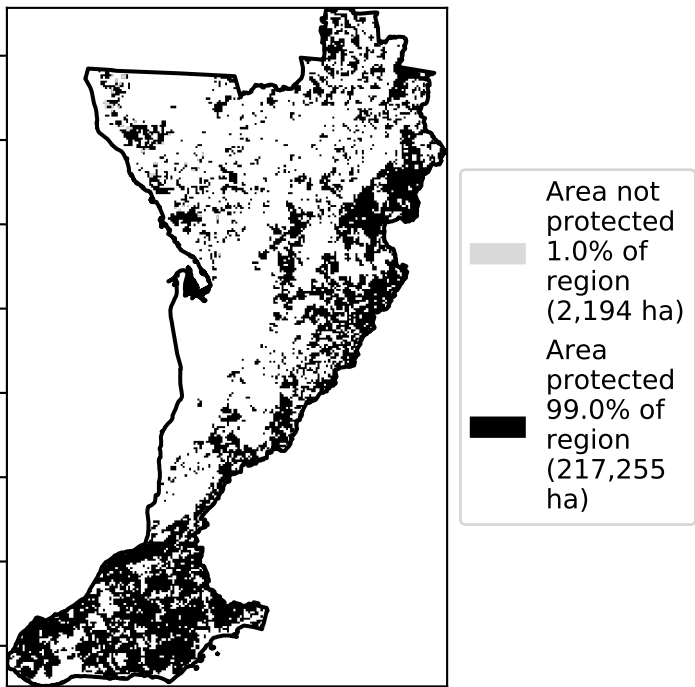 Area not
protected
1.0% of
region
(2,194 ha)
Area
protected
99.0% of
region
(217,255
ha)